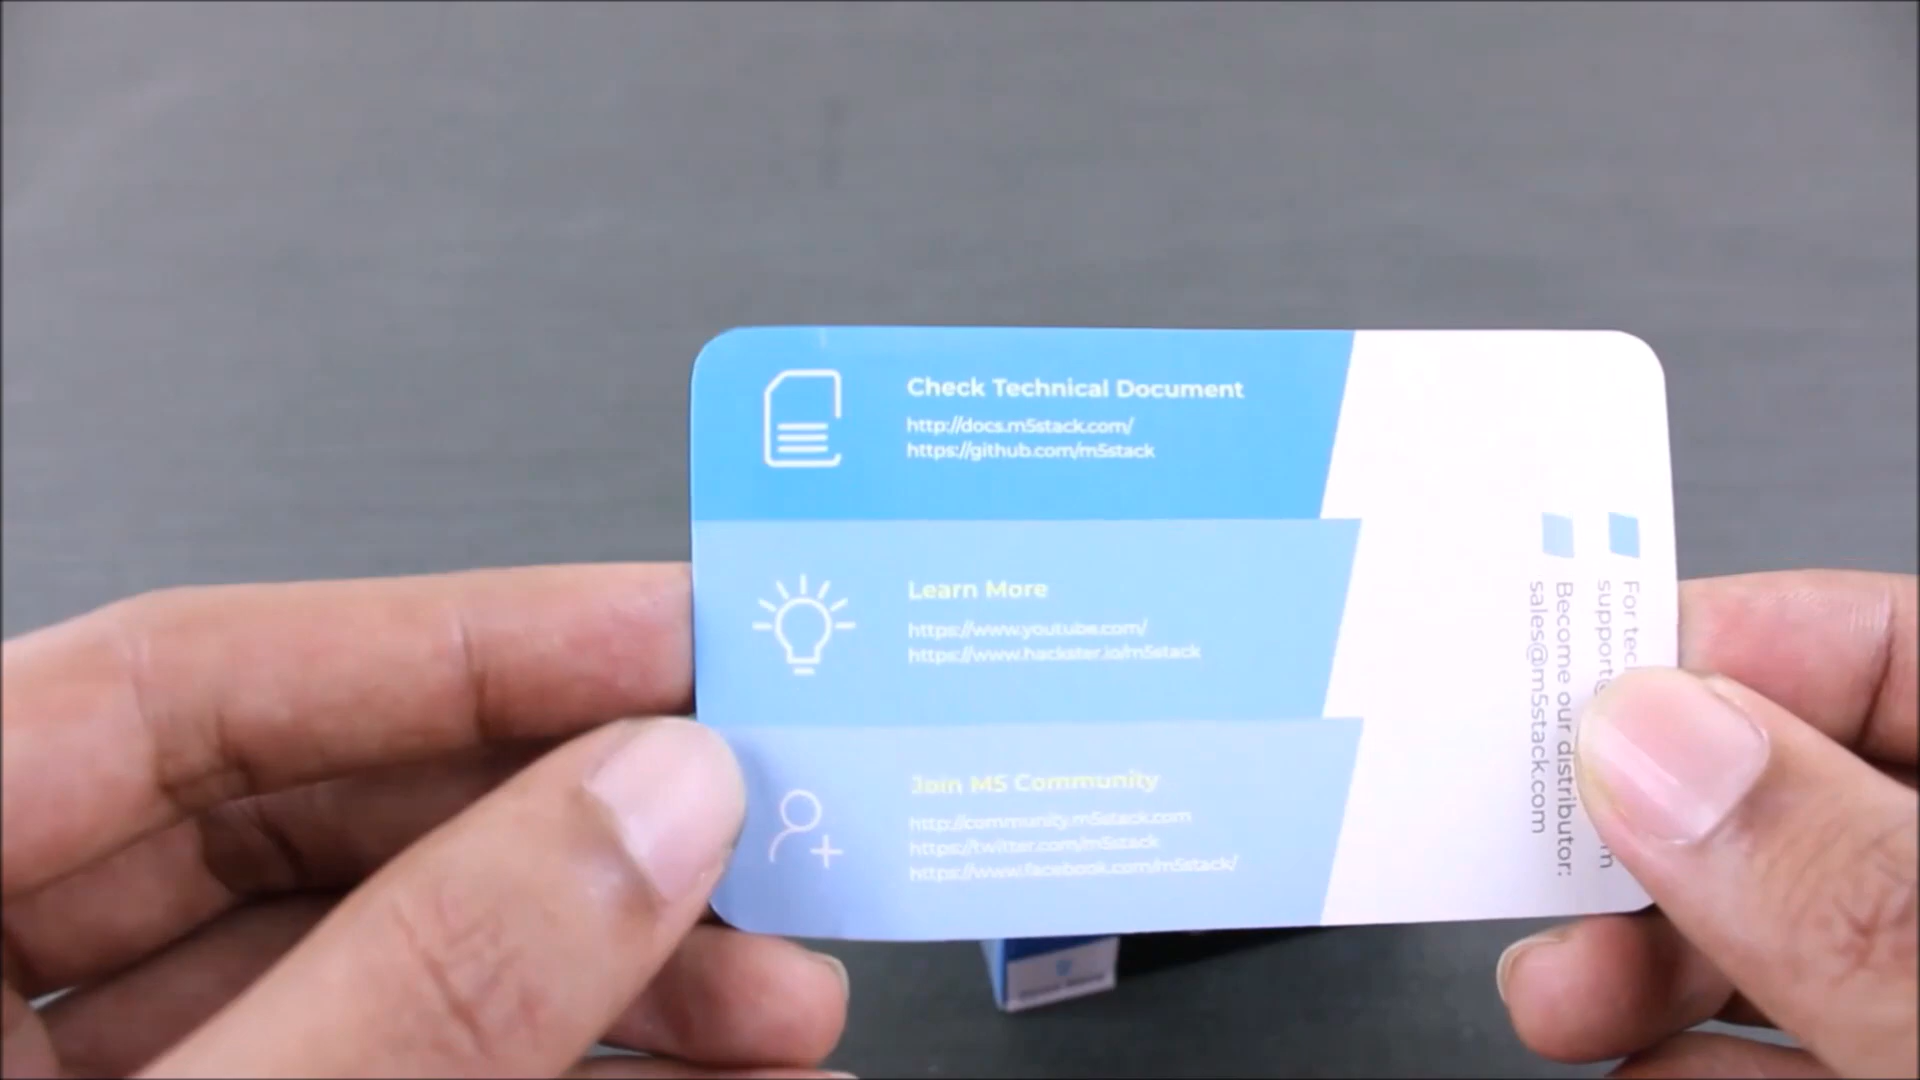 Check Technical Document
http://docs.m5stack.com/
https://github.com/m5stack
Learn More
https://www.youtube.com/
https://www.hackster.io/m5stack
Join M5 Community
http://community.m5stack.com
https://twitter.com/m5stack
https://www.facebook.com/m5stack/
For
Become our distributor:
sales@m5stack.com